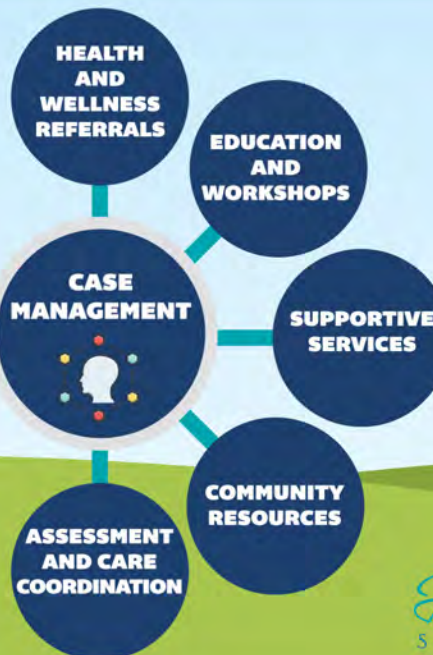 HEALTH
AND
WELLNESS
REFERRALS
EDUCATION
AND
WORKSHOPS
CASE
MANAGEMENT
SUPPORTIVE
SERVICES
COMMUNITY
RESOURCES
ASSESSMENT
AND CARE
COORDINATION
S